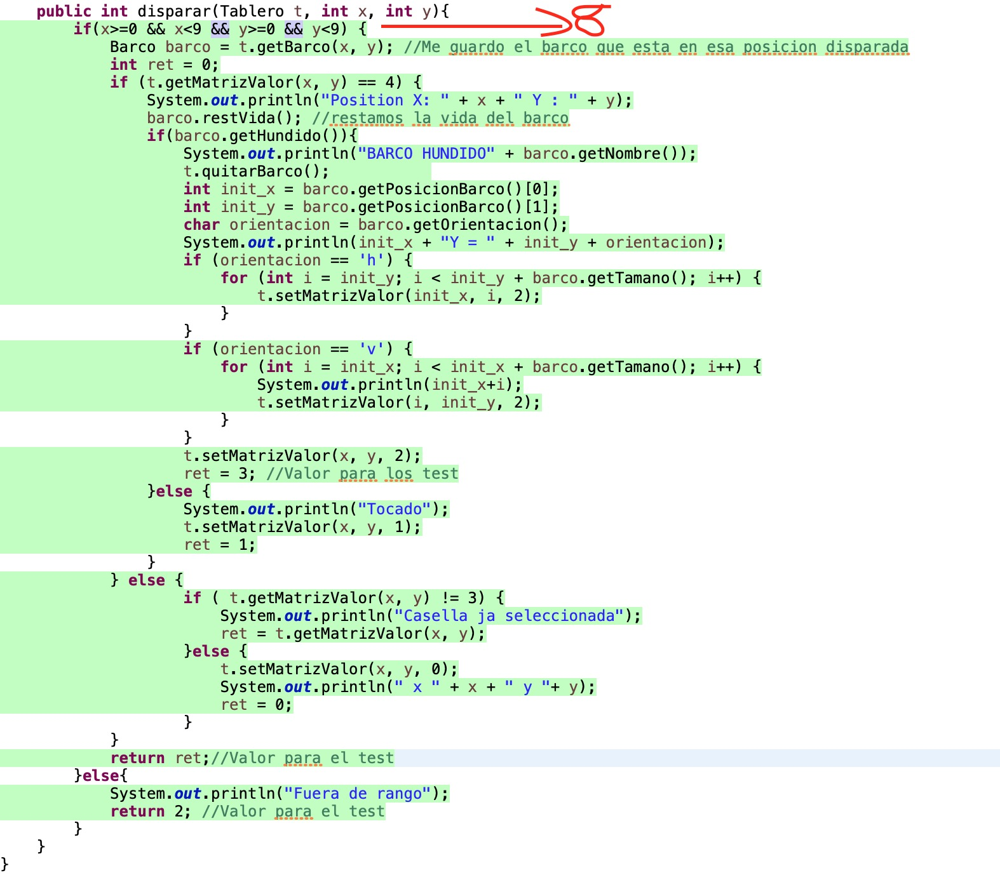 public int disparar(Tablero t, int x, int y){
if(x>=0 && x<9 && y>=0 && y<9) { 8
Barco barco = t.getBarco(x, y); //Me guardo el barco que esta en esa posicion disparada
int ret = 0;
if (t.getMatrizValor(x, y) == 4) {
System.out.println("Position X: " + x + " Y : " + y);
barco.restVida(); //restamos la vida del barco
if(barco.getHundido()){
System.out.println("BARCO HUNDIDO" + barco.getNombre());
t.quitarBarco();
int init_x = barco.getPosicionBarco()[0];
int init_y = barco.getPosicionBarco()[1];
char orientacion = barco.getOrientacion();
System.out.println(init_x + "Y = " + init_y + orientacion);
if (orientacion == 'h') {
for (int i = init_y; i < init_y + barco.getTamano(); i++) {
t.setMatrizValor(init_x, i, 2);
}
}
if (orientacion == 'v') {
for (int i = init_x; i < init_x + barco.getTamano(); i++) {
System.out.println(init_x+i);
t.setMatrizValor(i, init_y, 2);
}
}
t.setMatrizValor(x, y, 2);
ret = 3; //Valor para los test
}else {
System.out.println("Tocado");
t.setMatrizValor(x, y, 1);
ret = 1;
}
} else {
if ( t.getMatrizValor(x, y) != 3) {
System.out.println("Casella ja seleccionada");
ret = t.getMatrizValor(x, y);
}else {
t.setMatrizValor(x, y, 0);
System.out.println(" x " + x + " y "+ y);
ret = 0;
}
}
return ret;//Valor para el test
}else{
System.out.println("Fuera de rango");
return 2; //Valor para el test
}
}
}